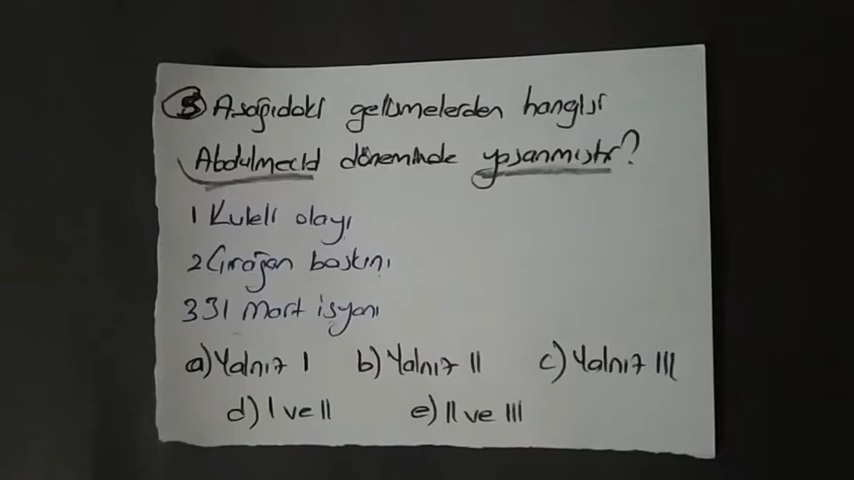 3) Aşağıdaki gelişmelerden hangisi
Abdulmecid döneminde yaşanmıştır?
1 Kuleli olayı
2 Çırağan baskını
3 31 Mart isyanı
a) Yalnız I b) Yalnız II c) Yalnız III
d) I ve II e) II ve III